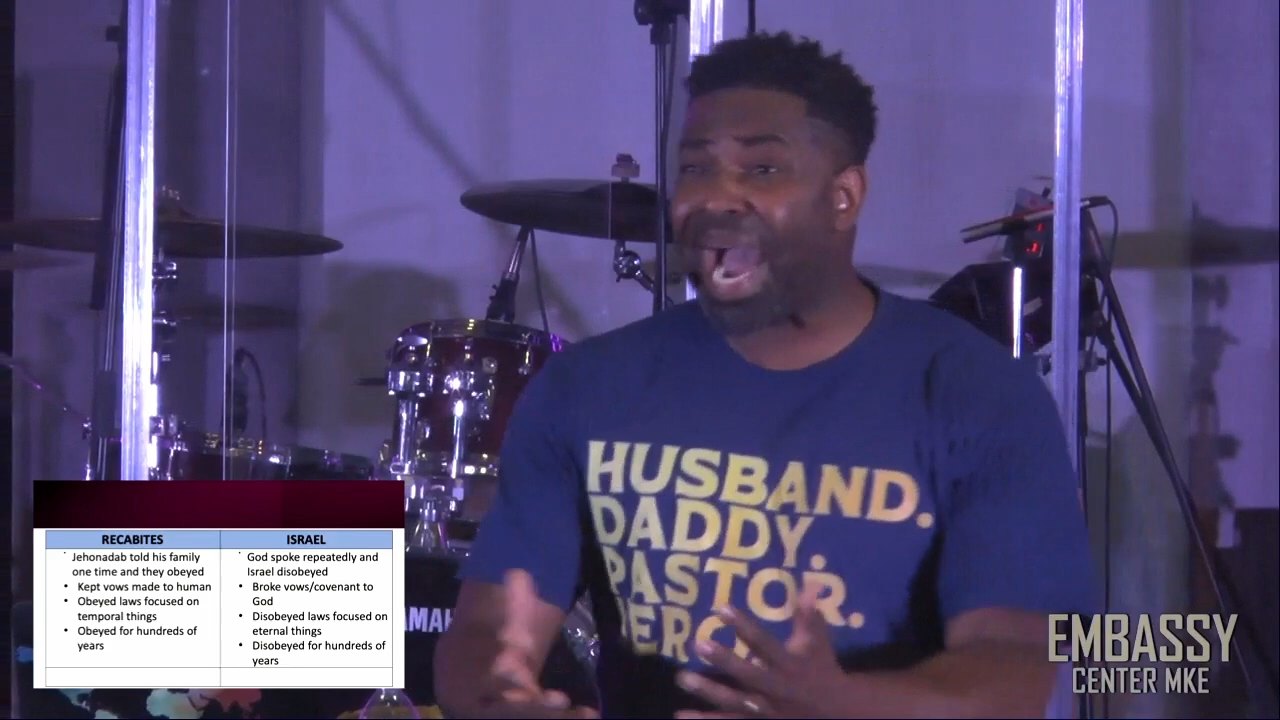 HUSBAND.
DADDY.
PASTOR.
HERO.
RECABITES
Jehonadab told his family
one time and they obeyed
Kept vows made to human
Obeyed laws focused on
temporal things
Obeyed for hundreds of
years
ISRAEL
God spoke repeatedly and
Israel disobeyed
Broke vows/covenant to
God
Disobeyed laws focused on
eternal things
Disobeyed for hundreds of
years
EMBASSY
CENTER MKE